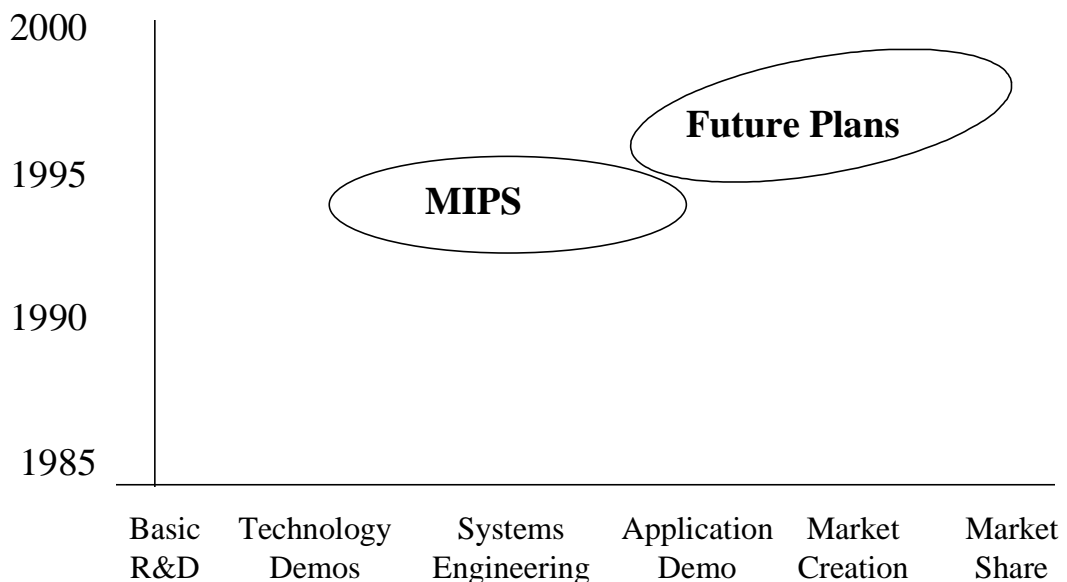 2000
Future Plans
1995
MIPS
1990
1985
Basic Technology Systems Application Market Market
R&D Demos Engineering Demo Creation Share